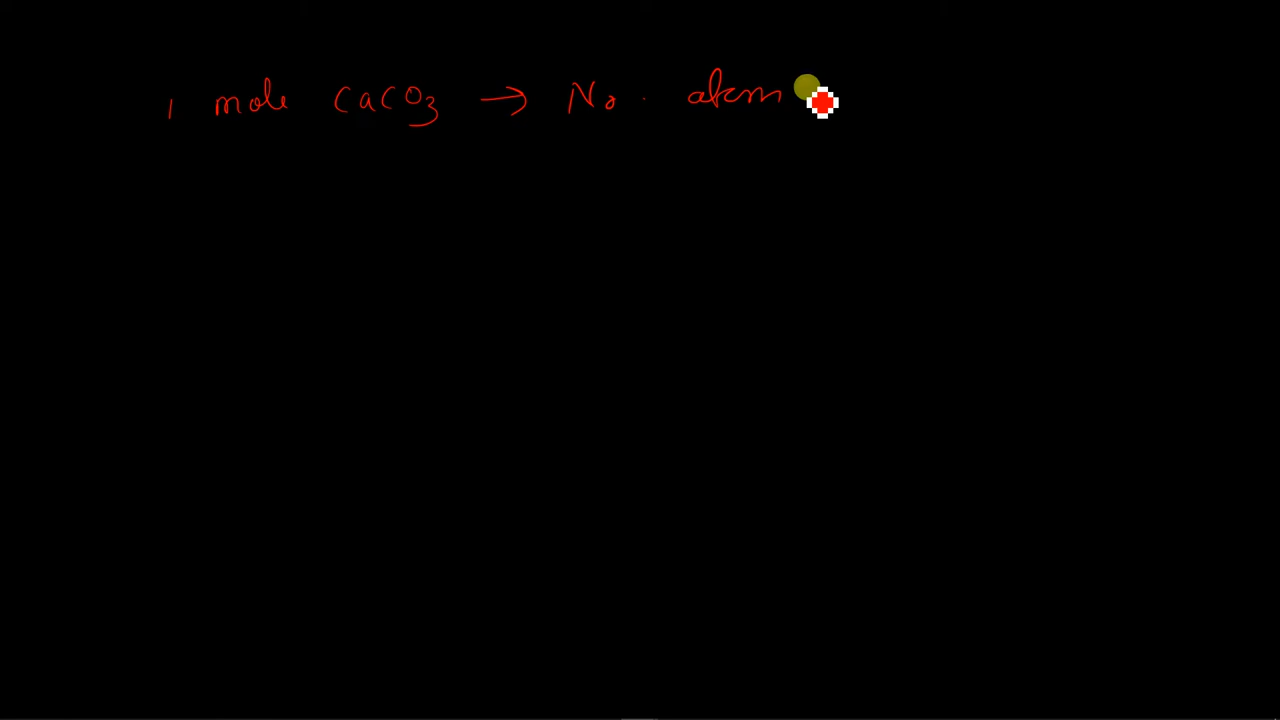 1 mole CaCO3 → No. atom